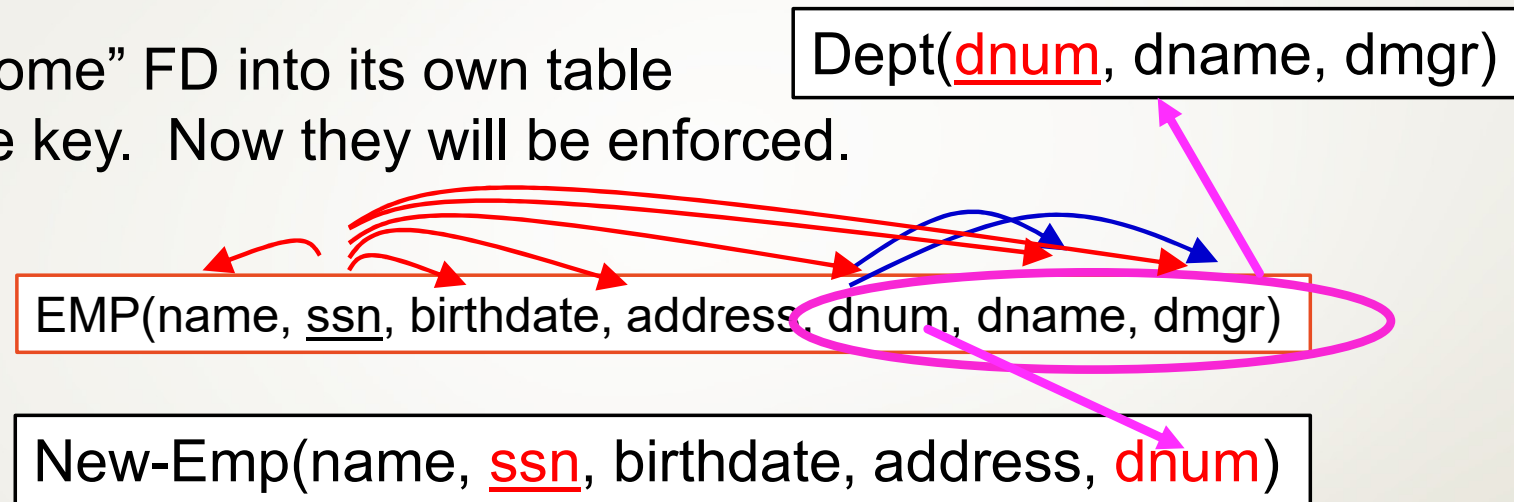 ome” FD into its own table
Dept(dnum, dname, dmgr)
e key. Now they will be enforced.
EMP(name, ssn, birthdate, address, dnum, dname, dmgr)
New-Emp(name, ssn, birthdate, address, dnum)